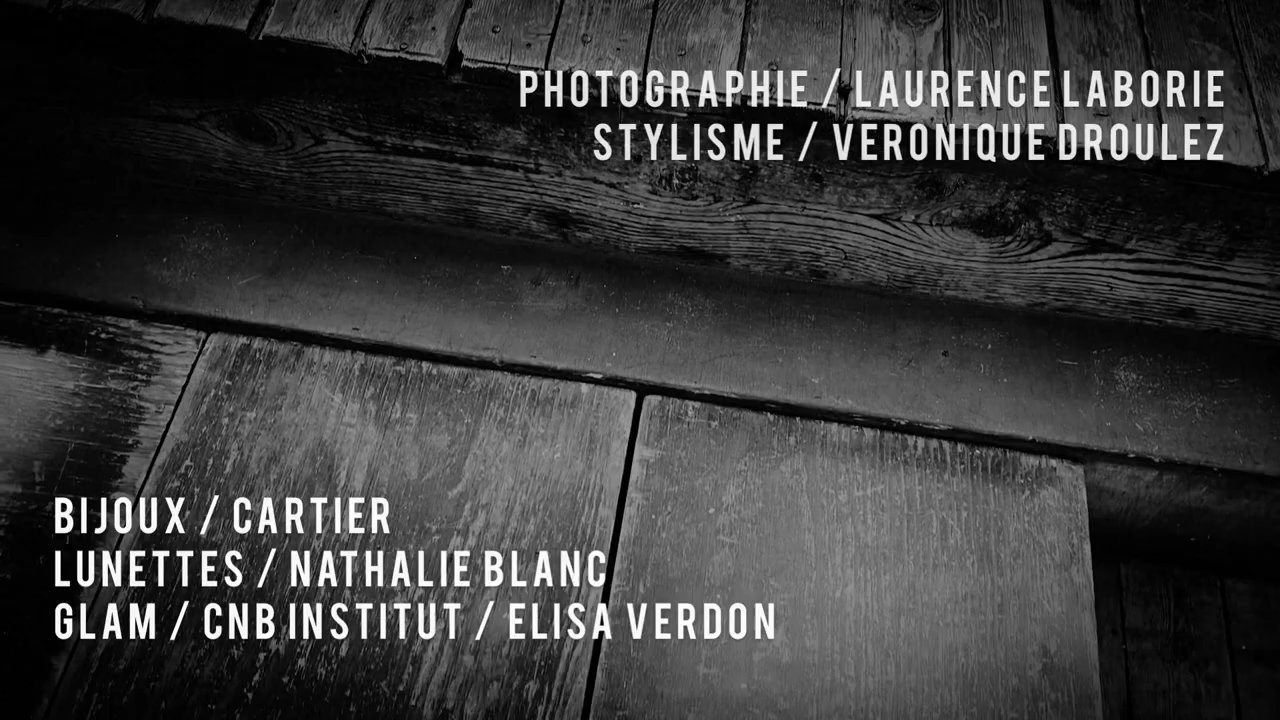 PHOTOGRAPHIE / LAURENCE LABORIE
STYLISME / VERONIQUE DROULEZ
BIJOUX / CARTIER
LUNETTES / NATHALIE BLANC
GLAM / CNB INSTITUT / ELISA VERDON